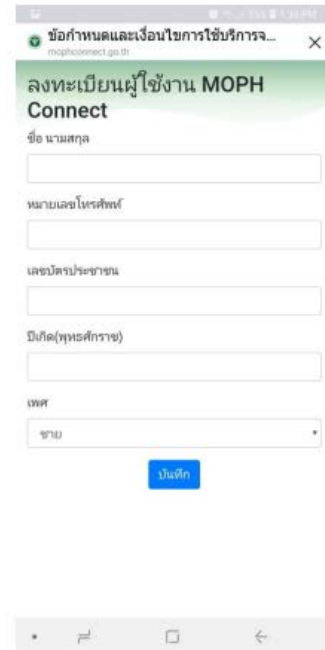 ข้อกำหนดและเงื่อนไขการใช้บริการจ...
mophconnect.go.th
ลงทะเบียนผู้ใช้งาน MOPH
Connect
ชื่อ นามสกุล
หมายเลขโทรศัพท์
เลขบัตรประชาชน
ปีเกิด(พุทธศักราช)
เพศ
ชาย
บันทึก